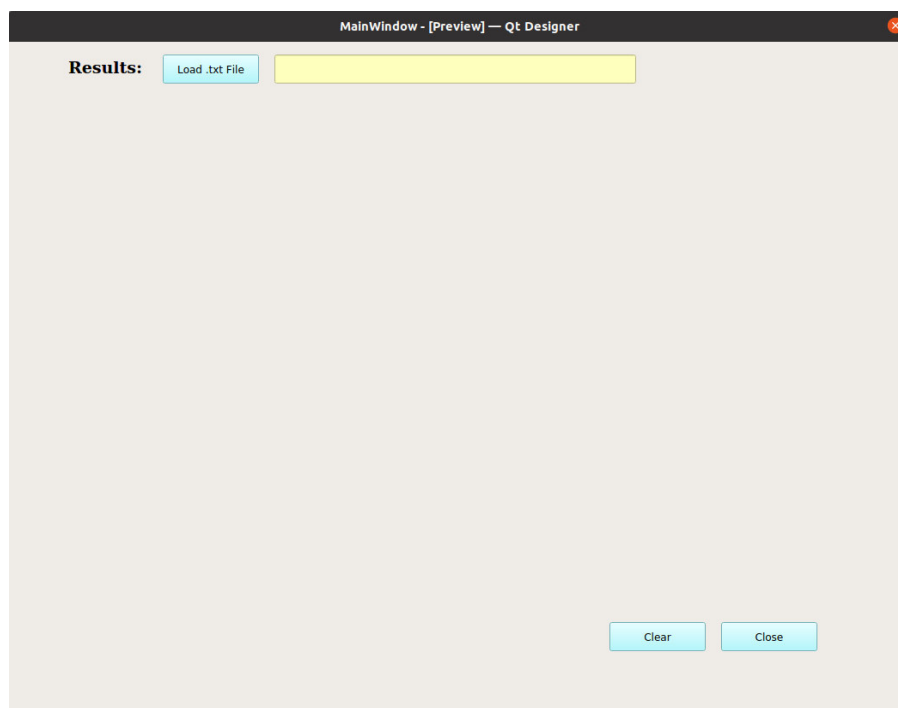 MainWindow - [Preview] — Qt Designer
Results:
Load .txt File
Clear
Close